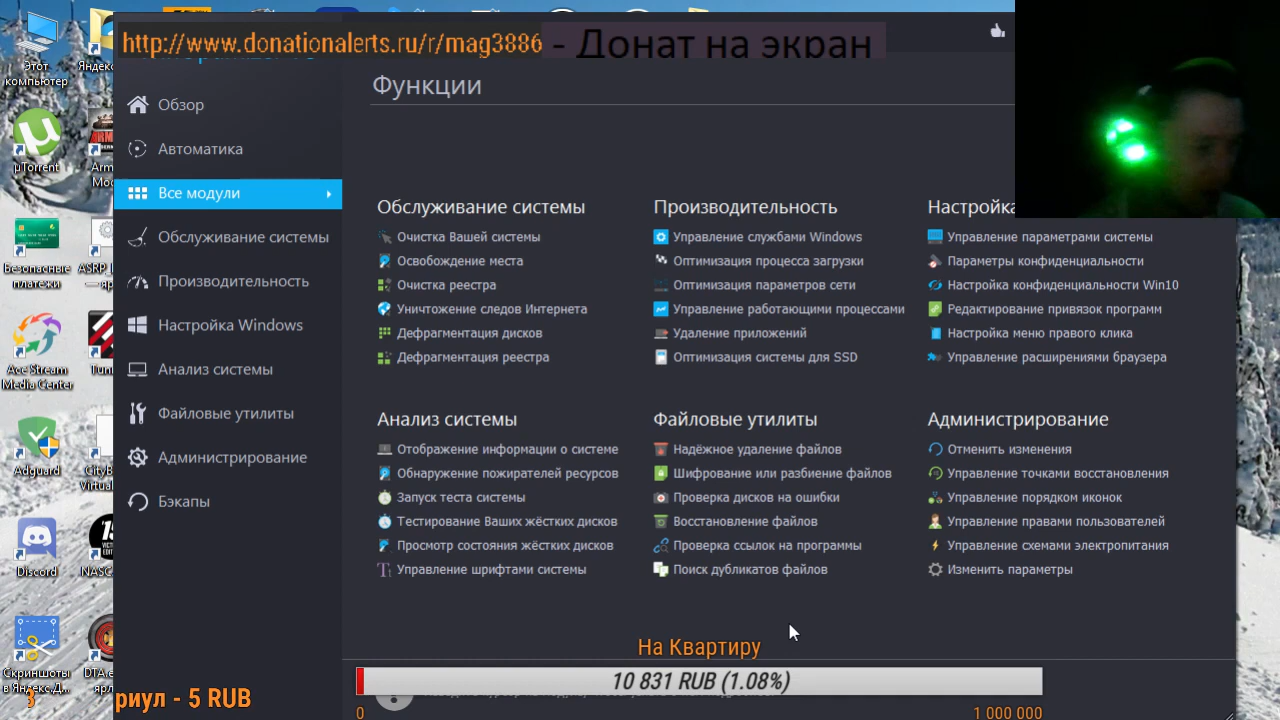 http://www.donationalerts.ru/r/mag3886 - Донат на экран
Этот
компьютер
µTorrent
Безопасные
платежи
Ace Stream
Media Center
Adguard
Discord
Скриншоты
в Яндекс.Д...
Обзор
Автоматика
Все модули
Обслуживание системы
Производительность
Настройка Windows
Анализ системы
Файловые утилиты
Администрирование
Бэкапы
Функции
Обслуживание системы
Очистка Вашей системы
Освобождение места
Очистка реестра
Уничтожение следов Интернета
Дефрагментация дисков
Дефрагментация реестра
Производительность
Управление службами Windows
Оптимизация процесса загрузки
Оптимизация параметров сети
Управление работающими процессами
Удаление приложений
Оптимизация системы для SSD
Настройка
Управление параметрами системы
Параметры конфиденциальности
Настройка конфиденциальности Win10
Редактирование привязок программ
Настройка меню правого клика
Управление расширениями браузера
Анализ системы
Отображение информации о системе
Обнаружение пожирателей ресурсов
Запуск теста системы
Тестирование Ваших жёстких дисков
Просмотр состояния жёстких дисков
Управление шрифтами системы
Файловые утилиты
Надёжное удаление файлов
Шифрование или разбиение файлов
Проверка дисков на ошибки
Восстановление файлов
Проверка ссылок на программы
Поиск дубликатов файлов
Администрирование
Отменить изменения
Управление точками восстановления
Управление порядком иконок
Управление правами пользователей
Управление схемами электропитания
Изменить параметры
На Квартиру
10 831 RUB (1.08%)
0
1 000 000
риул - 5 RUB